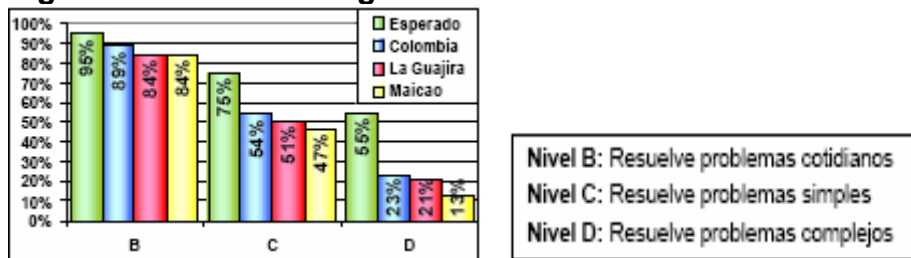 100%
90%
80%
70%
60%
50%
40%
30%
20%
10%
0%
95%
89%
84%
84%
75%
54%
51%
47%
55%
23%
21%
13%
B
C
D
Esperado
Colombia
La Guajira
Maicao
Nivel B: Resuelve problemas cotidianos
Nivel C: Resuelve problemas simples
Nivel D: Resuelve problemas complejos